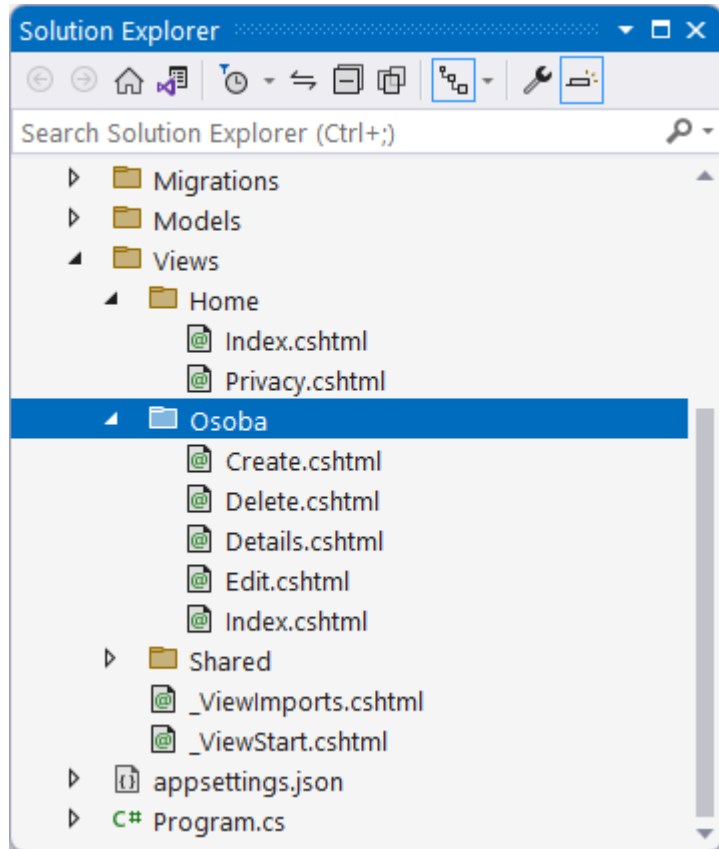 Solution Explorer
Search Solution Explorer (Ctrl+;)
Migrations
Models
Views
Home
Index.cshtml
Privacy.cshtml
Osoba
Create.cshtml
Delete.cshtml
Details.cshtml
Edit.cshtml
Index.cshtml
Shared
_ViewImports.cshtml
_ViewStart.cshtml
appsettings.json
C# Program.cs